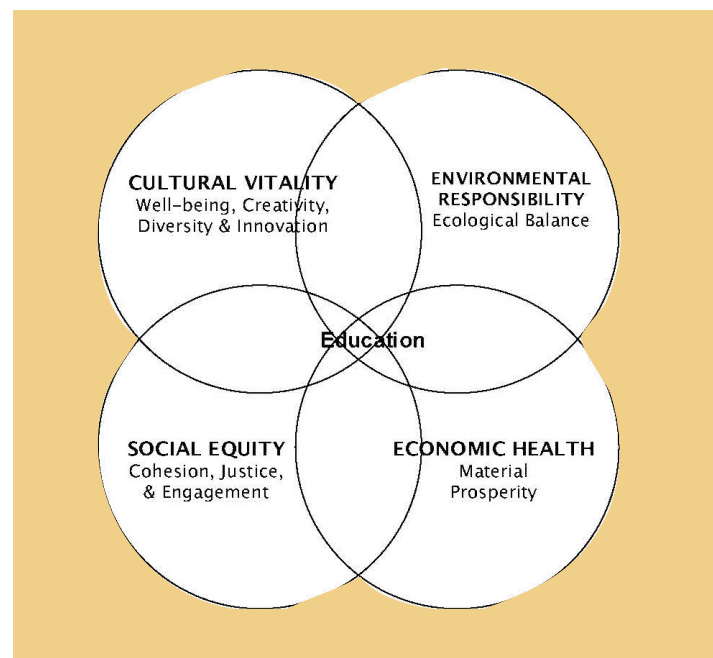 CULTURAL VITALITY
Well-being, Creativity,
Diversity & Innovation
ENVIRONMENTAL
RESPONSIBILITY
Ecological Balance
Education
SOCIAL EQUITY
Cohesion, Justice,
& Engagement
ECONOMIC HEALTH
Material
Prosperity